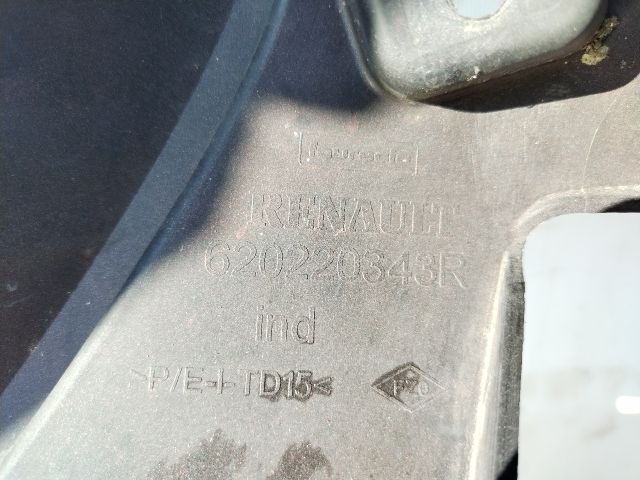 RENAULT
620220343R
ind
>P/E-I-TD15<